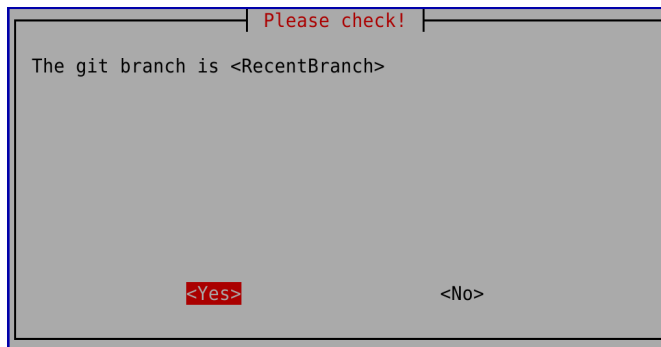 Please check!
The git branch is <RecentBranch>
<Yes> <No>